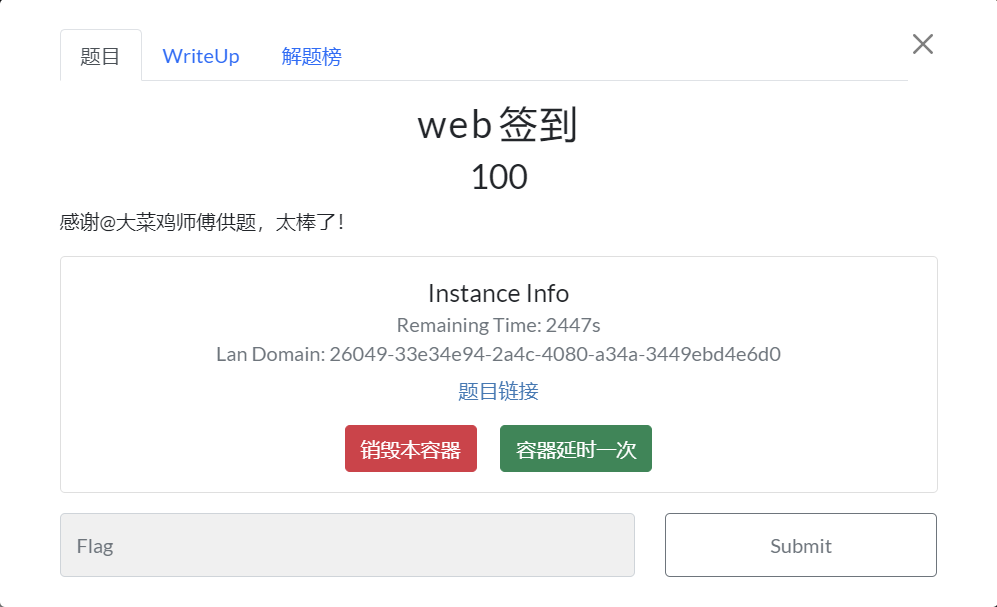 题目 WriteUp 解题榜
web签到
100
感谢@大菜鸡师傅供题，太棒了！
Instance Info
Remaining Time: 2447s
Lan Domain: 26049-33e34e94-2a4c-4080-a34a-3449ebd4e6d0
题目链接
销毁本容器 容器延时一次
Flag Submit